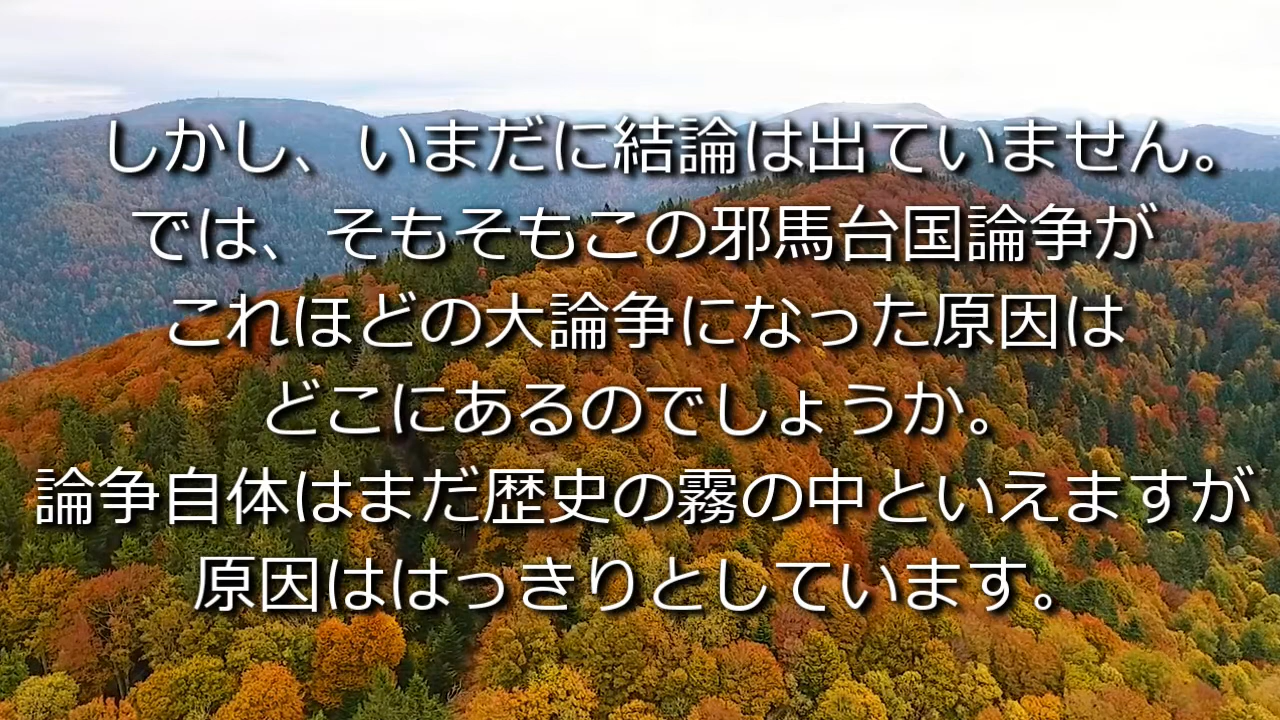 しかし、いまだに結論は出ていません。
では、そもそもこの邪馬台国論争が
これほどの大論争になった原因は
どこにあるのでしょうか。
論争自体はまだ歴史の霧の中といえますが
原因ははっきりとしています。